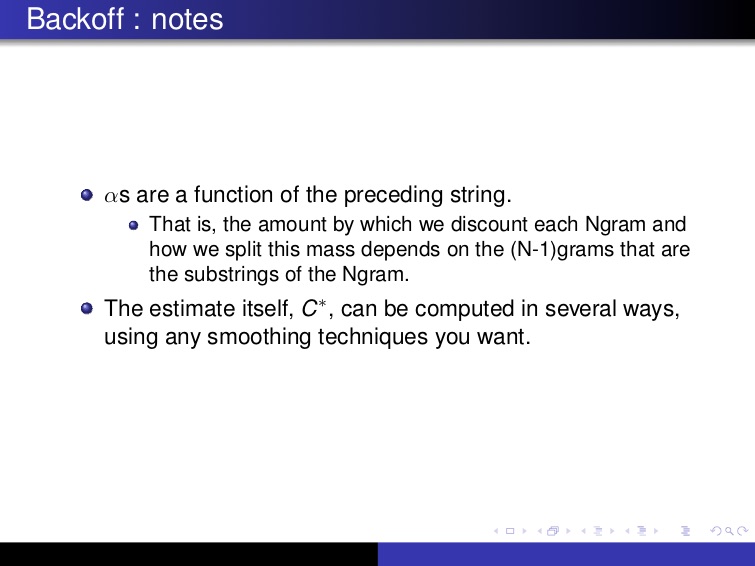 Backoff : notes
αs are a function of the preceding string.
That is, the amount by which we discount each Ngram and
how we split this mass depends on the (N-1)grams that are
the substrings of the Ngram.
The estimate itself, C*, can be computed in several ways,
using any smoothing techniques you want.